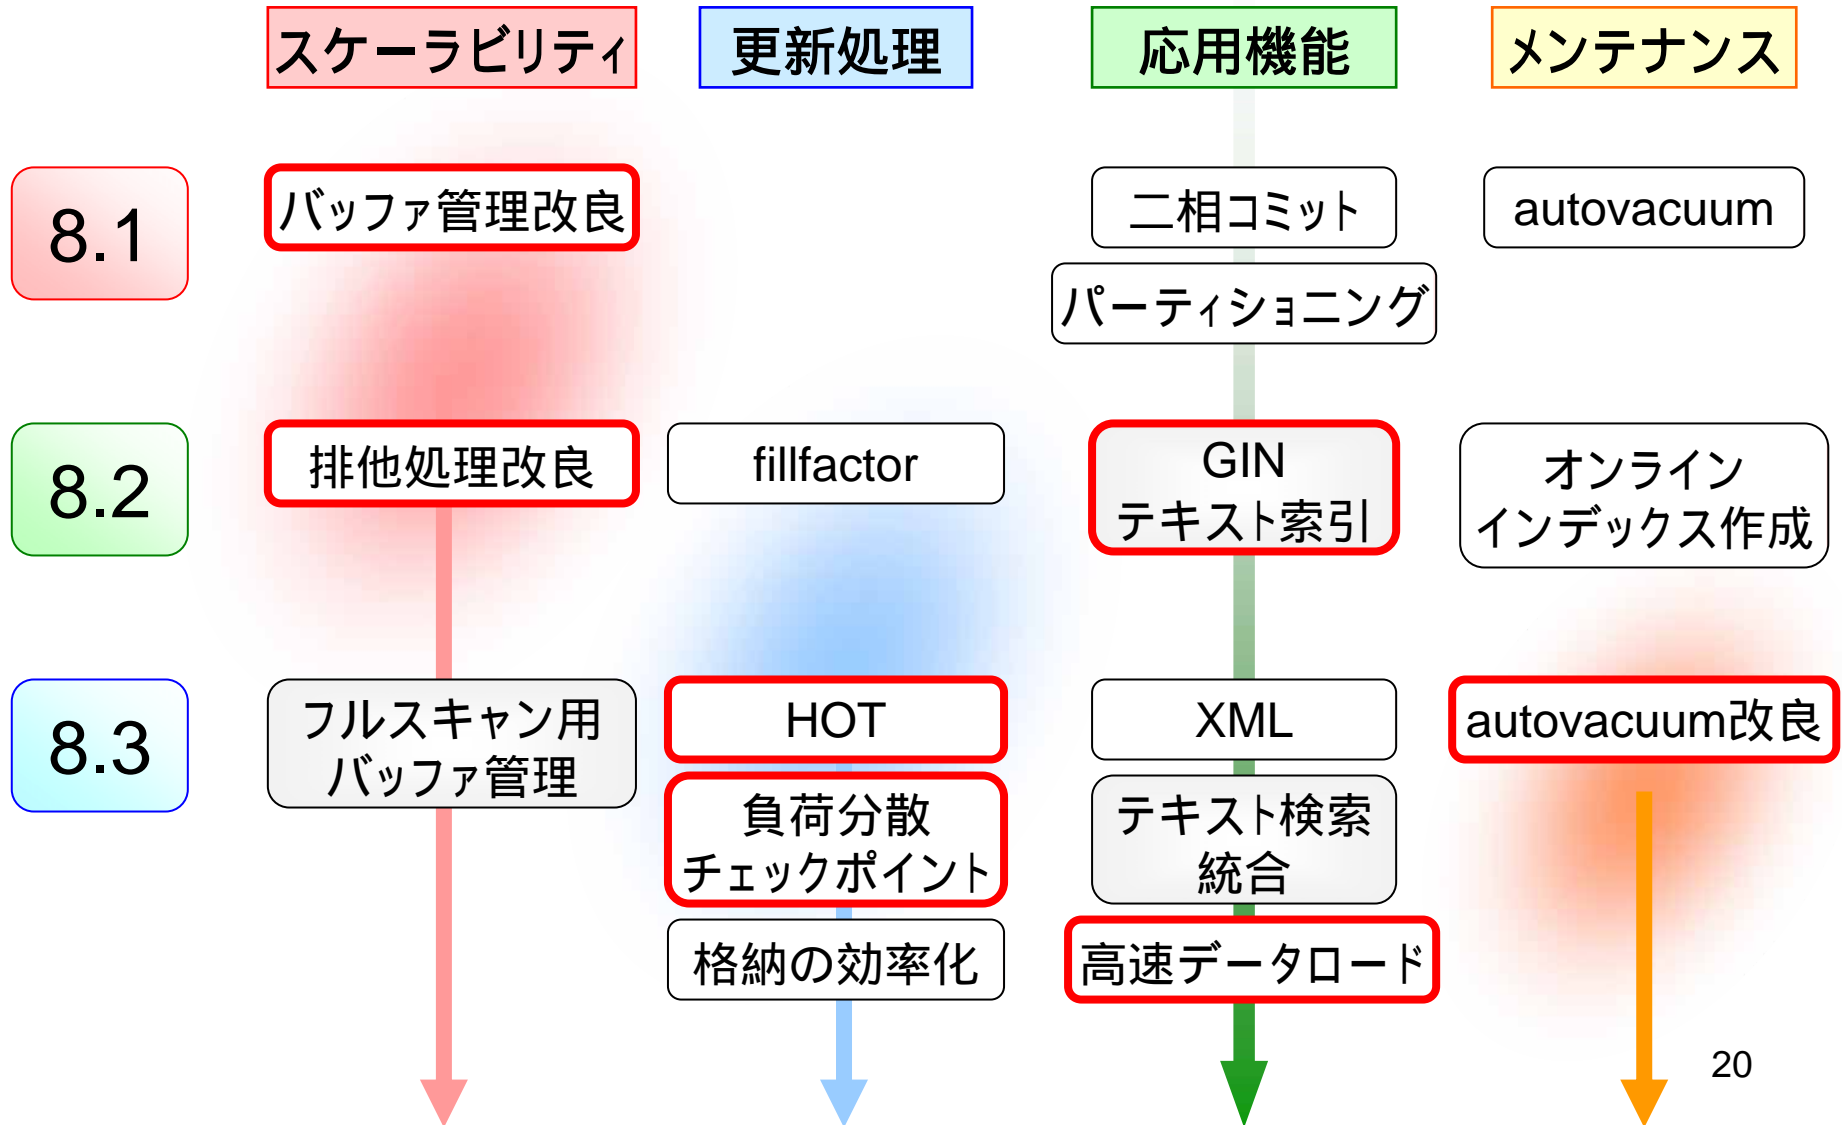 スケーラビリティ
更新処理
応用機能
メンテナンス
8.1
バッファ管理改良
二相コミット
autovacuum
パーティショニング
8.2
排他処理改良
fillfactor
GIN
テキスト索引
オンライン
インデックス作成
8.3
フルスキャン用
バッファ管理
HOT
XML
autovacuum改良
負荷分散
チェックポイント
テキスト検索
統合
格納の効率化
高速データロード
20